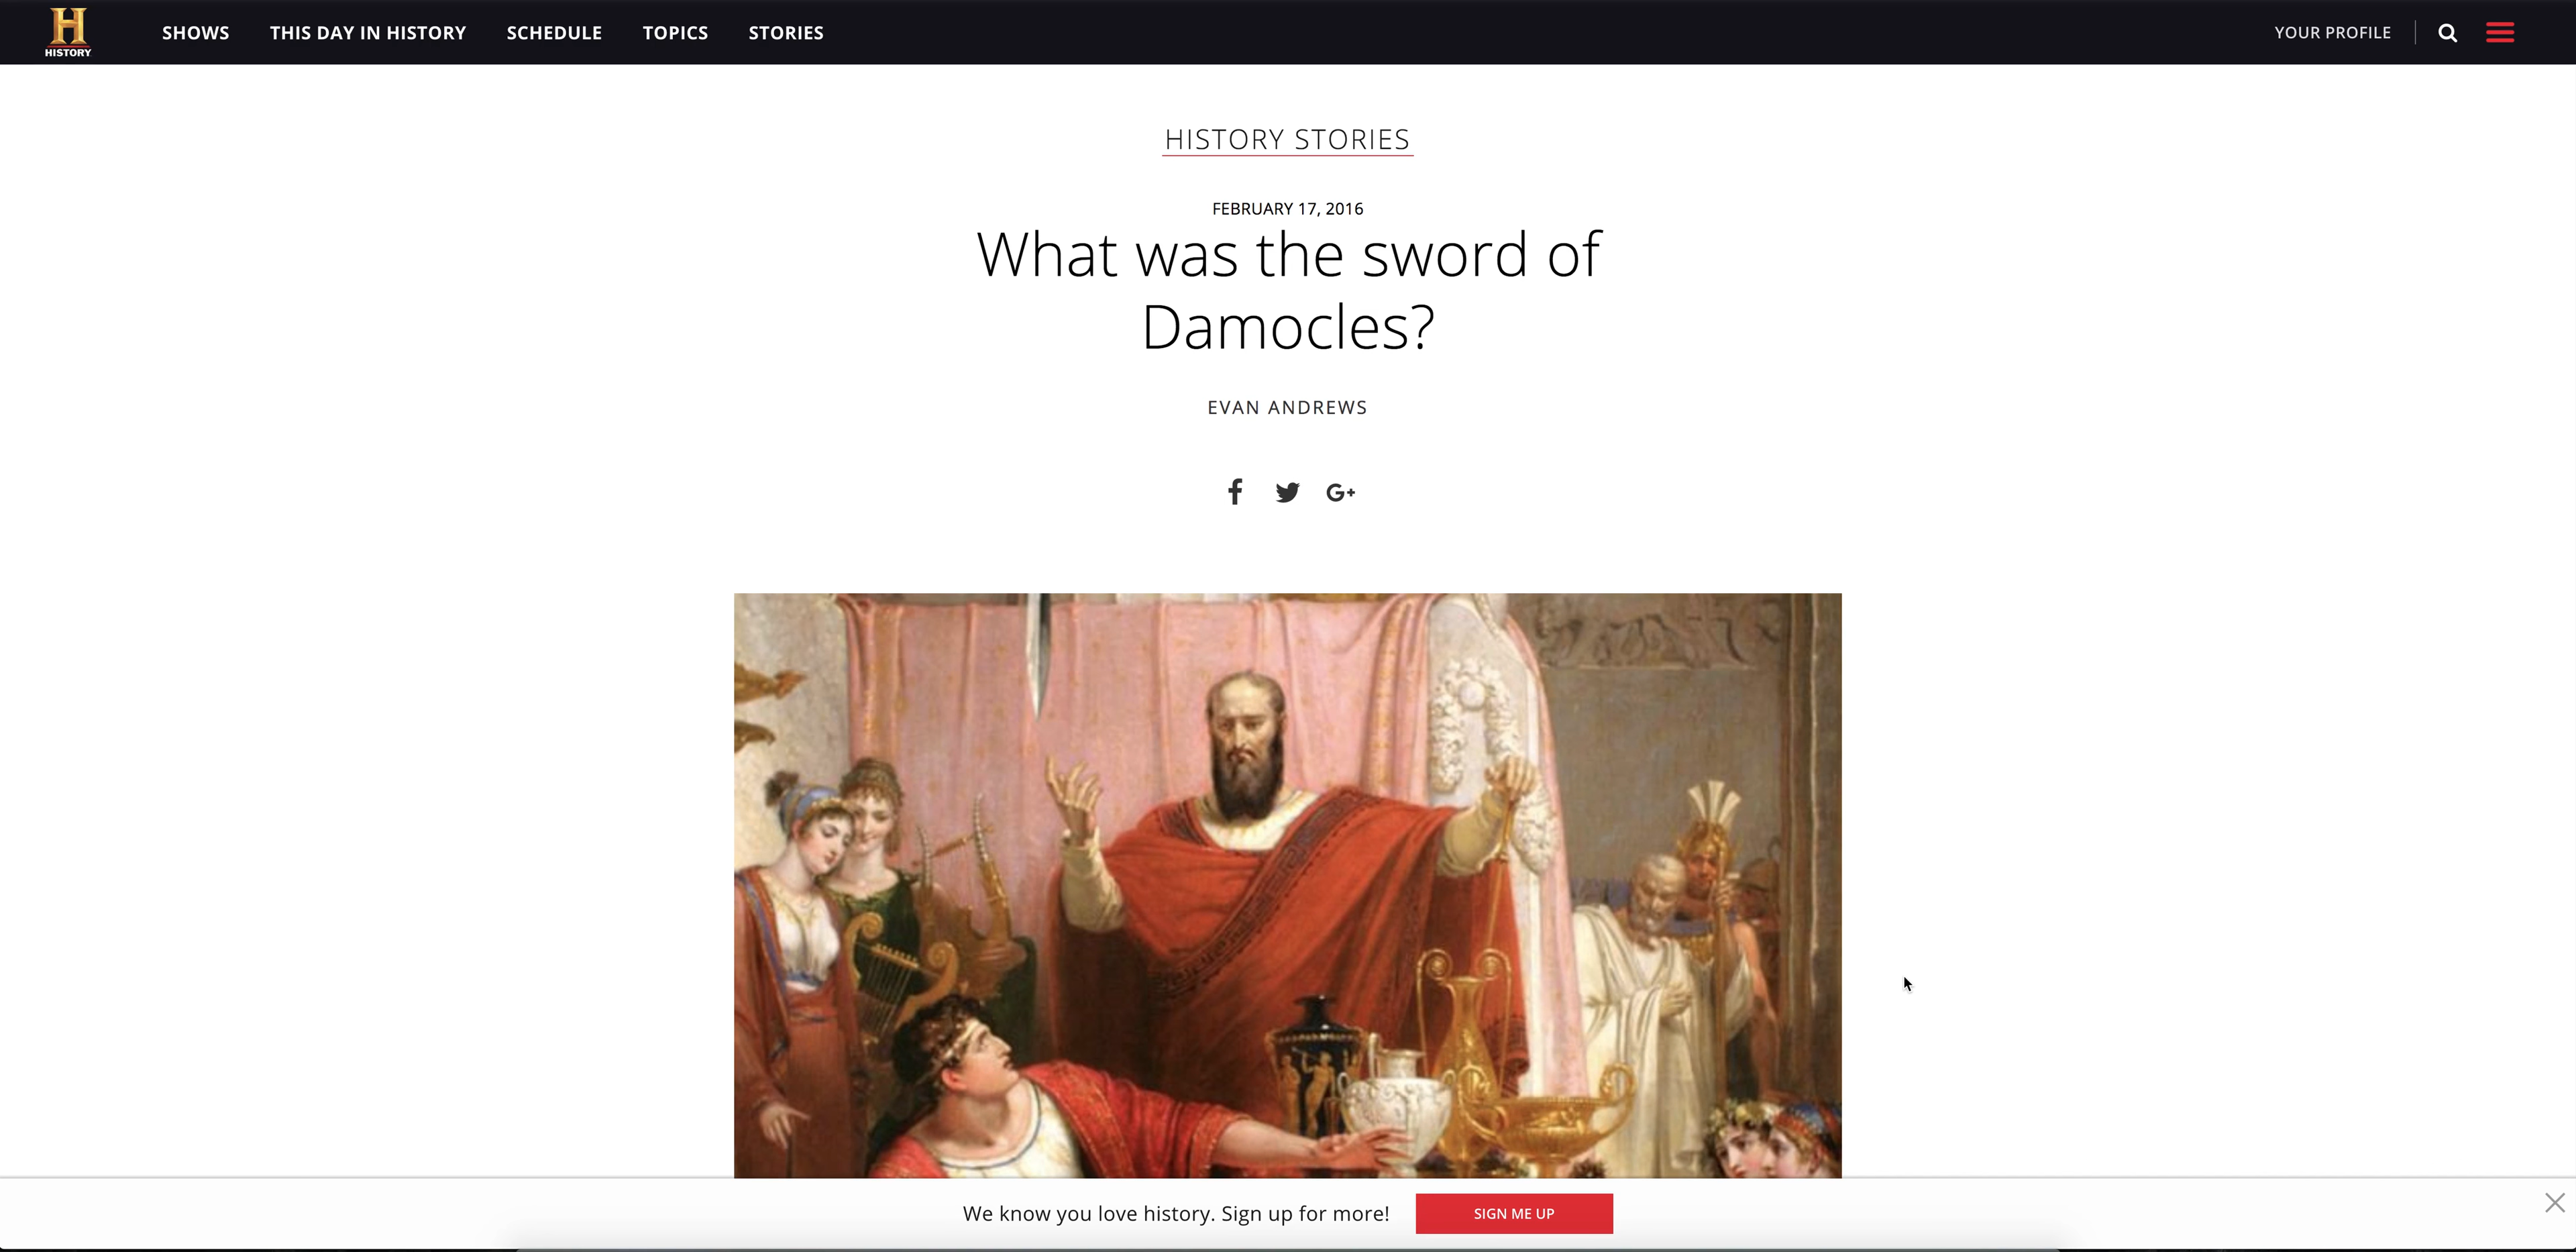 H
HISTORY
SHOWS
THIS DAY IN HISTORY
SCHEDULE
TOPICS
STORIES
YOUR PROFILE
HISTORY STORIES
FEBRUARY 17, 2016
What was the sword of
Damocles?
EVAN ANDREWS
f
G+
We know you love history. Sign up for more!
SIGN ME UP